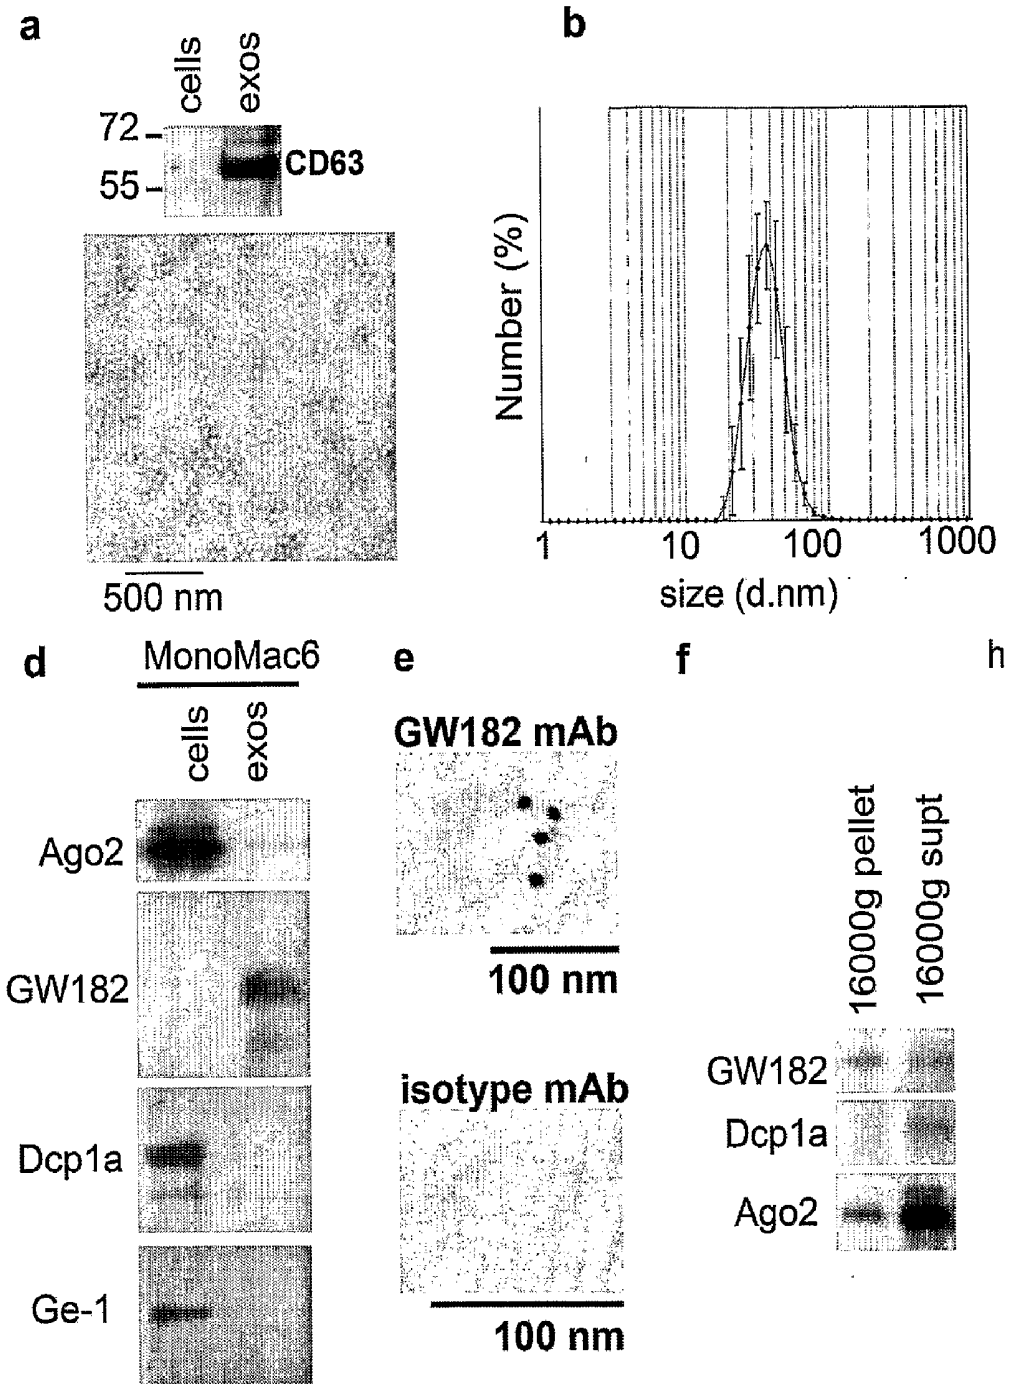 a
cells
exos
72
CD63
55
500 nm
b
Number (%)
1 10 100 1000
size (d.nm)
d
MonoMac6
cells
exos
Ago2
GW182
Dcp1a
Ge-1
e
GW182 mAb
100 nm
isotype mAb
100 nm
f
16000g pellet
16000g supt
GW182
Dcp1a
Ago2
h